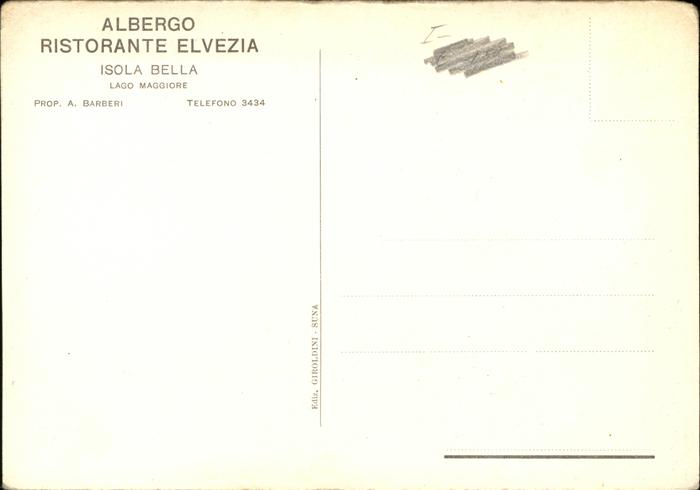 ALBERGO
RISTORANTE ELVEZIA
ISOLA BELLA
LAGO MAGGIORE
PROP. A. BARBERI TELEFONO 3434
I-
Ediz. GIROLDINI - SUNA